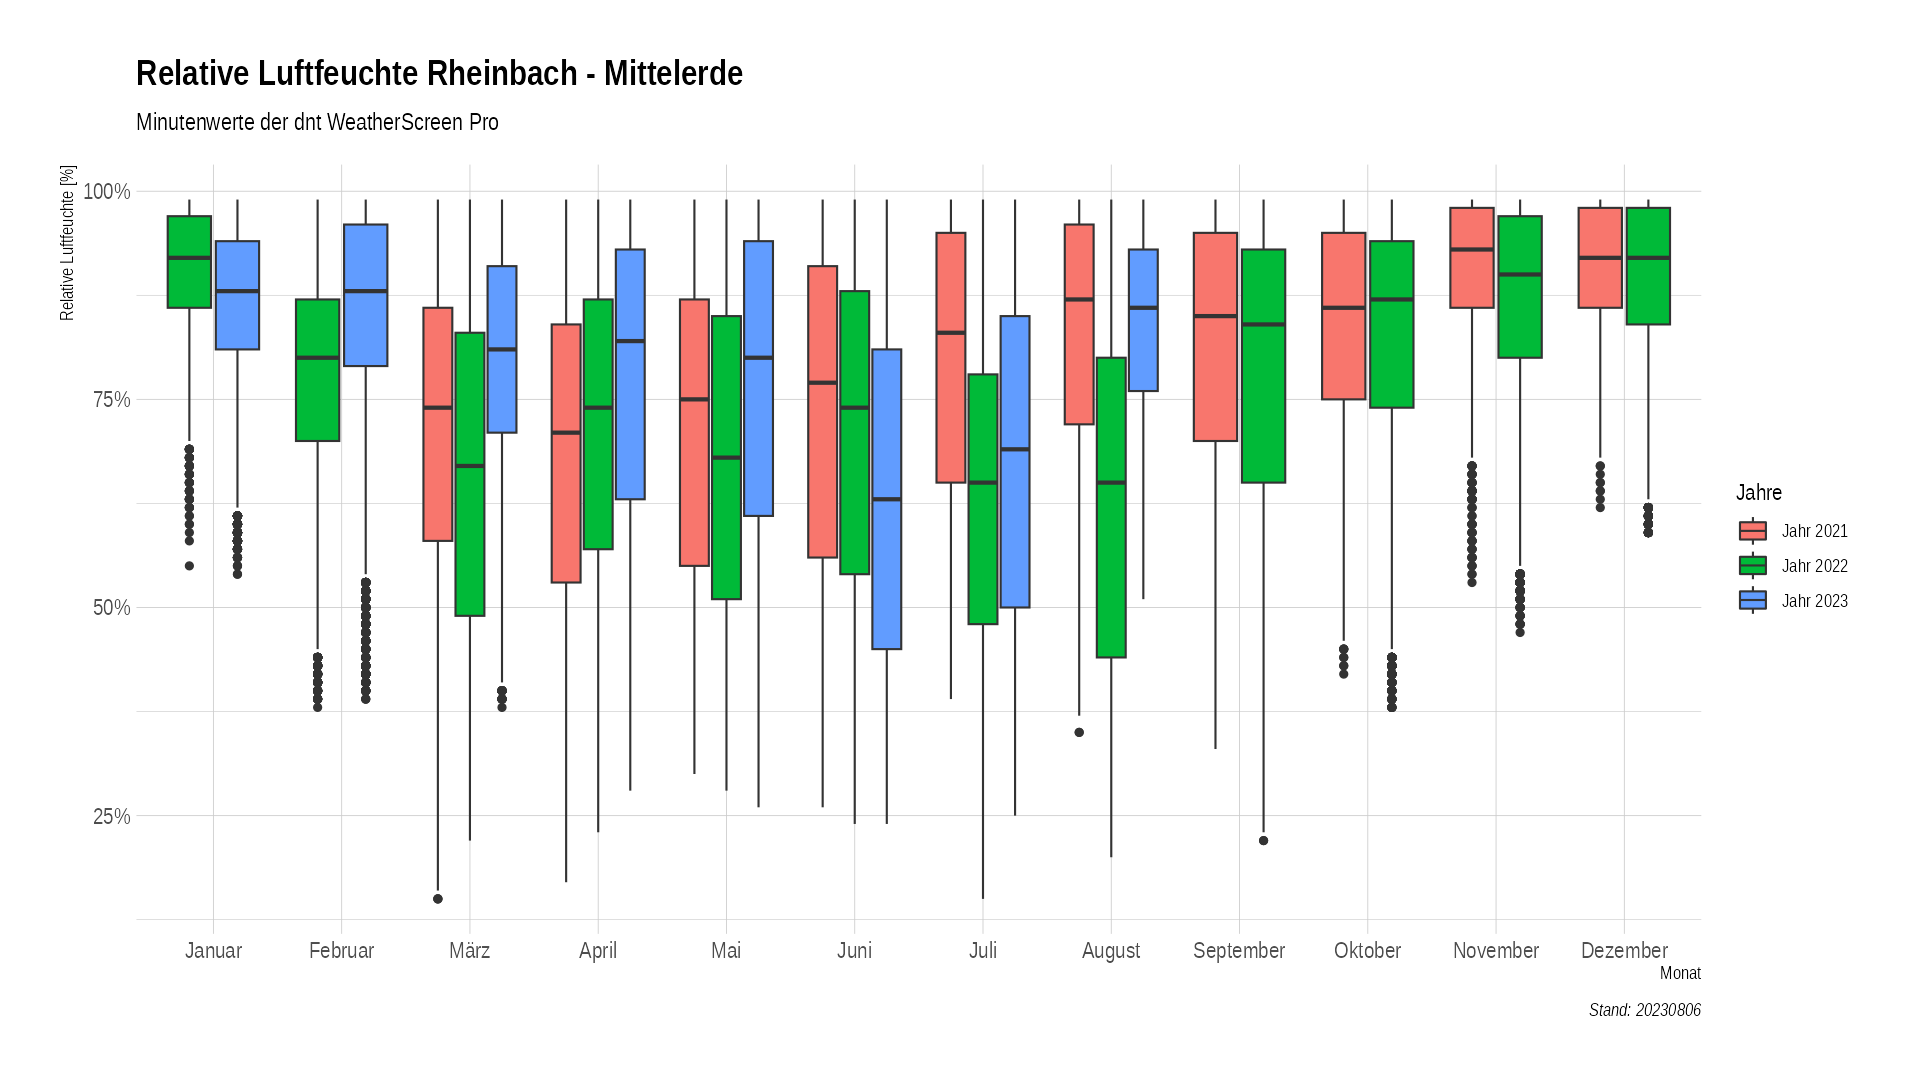 Relative Luftfeuchte Rheinbach - Mittelerde
Minutenwerte der dnt WeatherScreen Pro
Relative Luftfeuchte [%]
100%
75%
50%
25%
Januar Februar März April Mai Juni Juli August September Oktober November Dezember
Monat
Stand: 20230806
Jahre
Jahr 2021
Jahr 2022
Jahr 2023